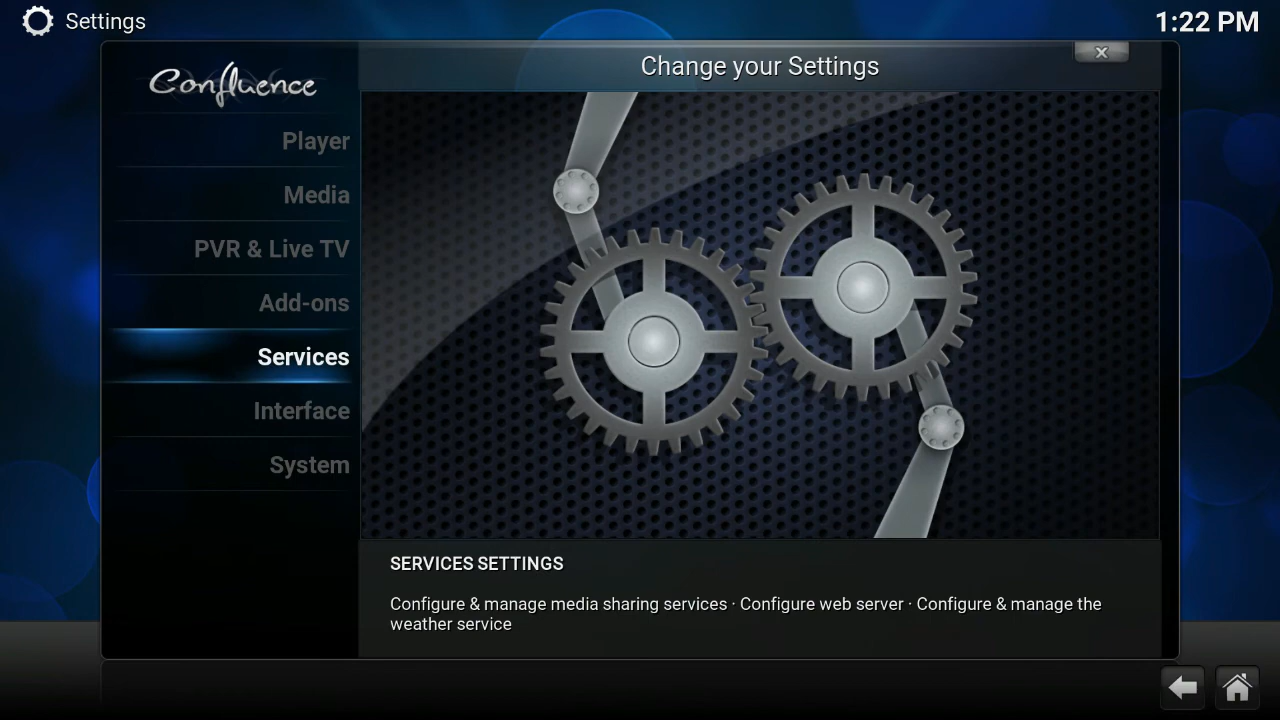 Settings
1:22 PM
Confluence
Change your Settings
Player
Media
PVR & Live TV
Add-ons
Services
Interface
System
SERVICES SETTINGS
Configure & manage media sharing services · Configure web server · Configure & manage the
weather service